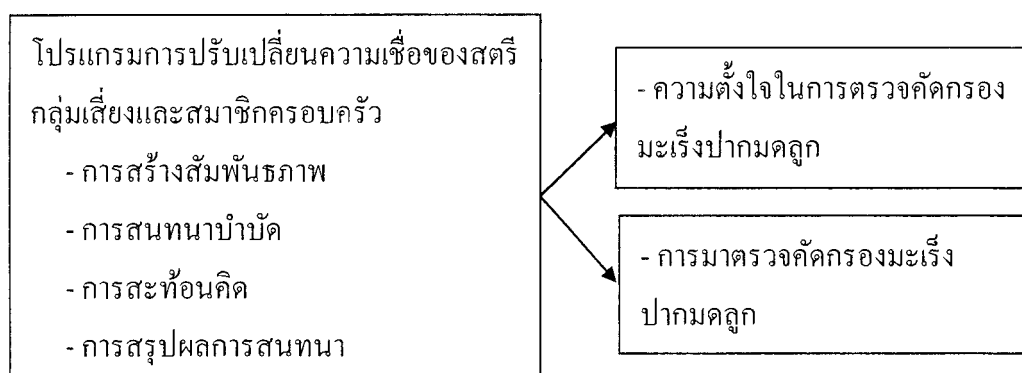 โปรแกรมการปรับเปลี่ยนความเชื่อของสตรี
กลุ่มเสี่ยงและสมาชิกครอบครัว
- การสร้างสัมพันธภาพ
- การสนทนาบำบัด
- การสะท้อนคิด
- การสรุปผลการสนทนา
- ความตั้งใจในการตรวจคัดกรอง
มะเร็งปากมดลูก
- การมาตรวจคัดกรองมะเร็ง
ปากมดลูก